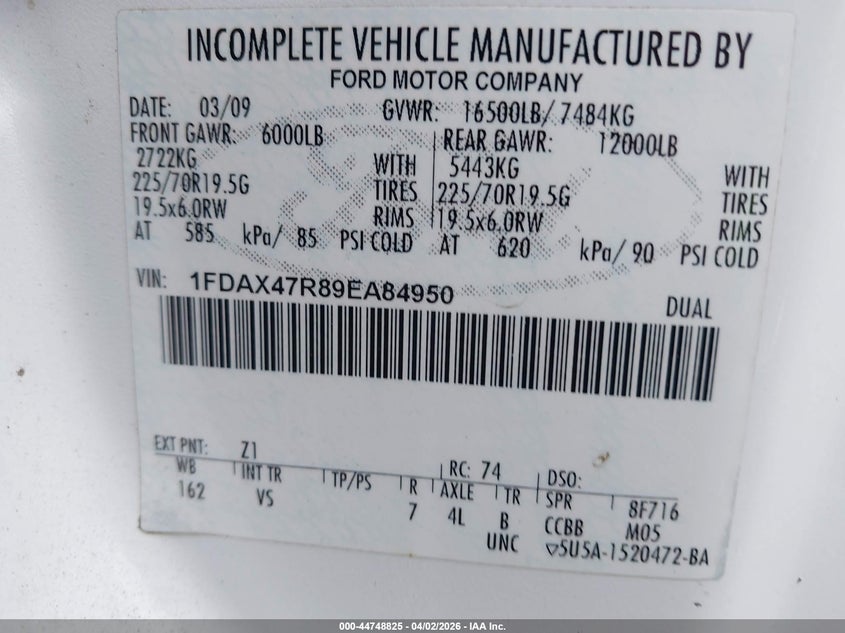 INCOMPLETE VEHICLE MANUFACTURED BY
FORD MOTOR COMPANY
DATE: 03/09 GVWR: 16500LB/ 7484KG
FRONT GAWR: 6000LB REAR GAWR: 12000LB
2722KG WITH 5443KG WITH
225/70R19.5G TIRES 225/70R19.5G TIRES
19.5x6.0RW RIMS 19.5x6.0RW RIMS
AT 585 kPa/ 85 PSI COLD AT 620 kPa/ 90 PSI COLD
VIN: 1FDAX47R89EA84950 DUAL
EXT PNT: Z1 RC: 74 DSO:
WB INT TR TP/PS R AXLE TR SPR 8F716
162 VS 7 4L B CCBB M05
UNC ▽5U5A-1520472-BA
000-44748825 - 04/02/2026 - IAA Inc.